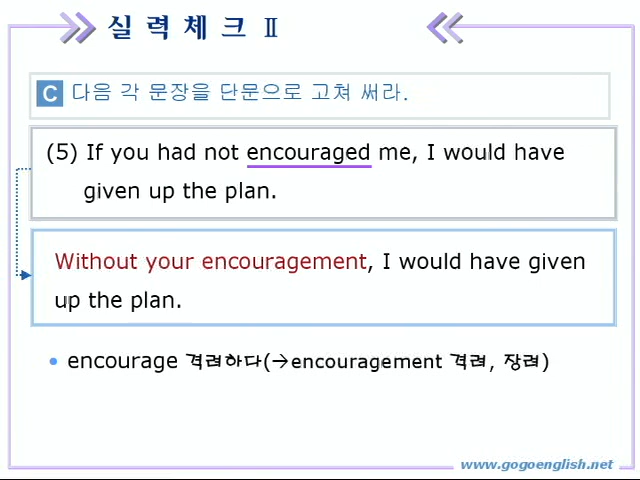 실력체크 Ⅱ
C 다음 각 문장을 단문으로 고쳐 써라.
(5) If you had not encouraged me, I would have
given up the plan.
Without your encouragement, I would have given
up the plan.
• encourage 격려하다(→encouragement 격려, 장려)
www.gogoenglish.net